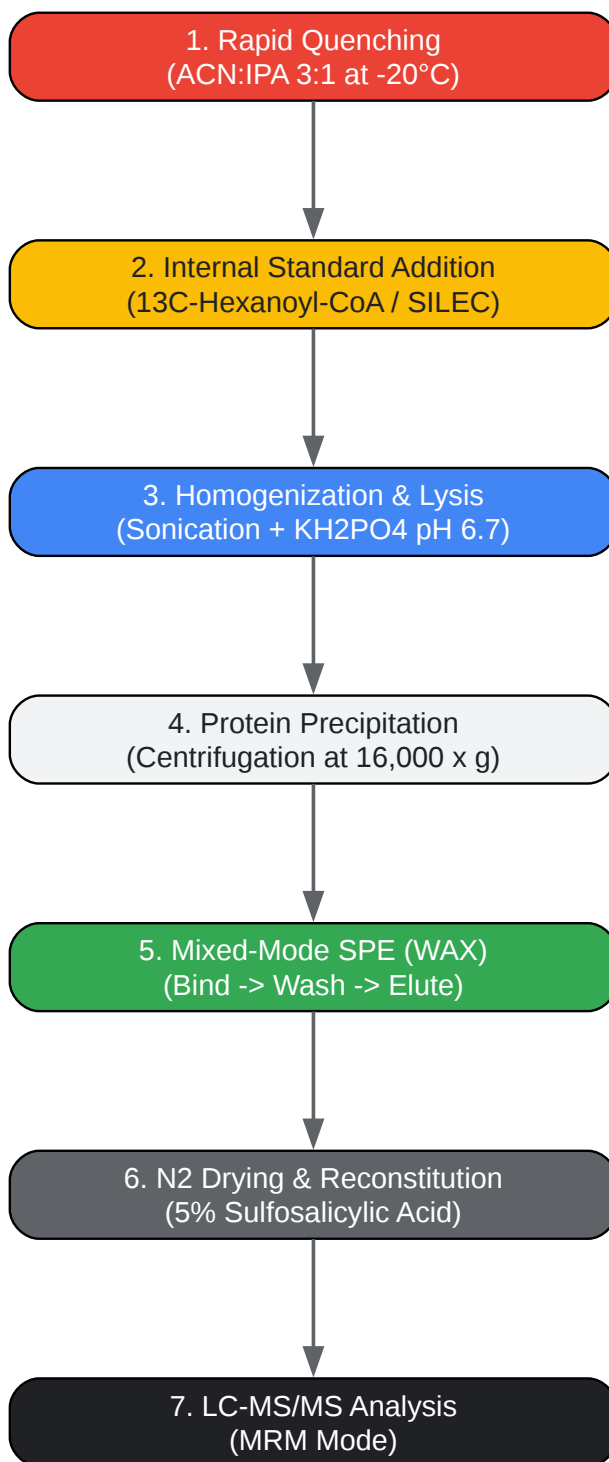 1. Rapid Quenching
(ACN:IPA 3:1 at -20°C)
2. Internal Standard Addition
(13C-Hexanoyl-CoA / SILEC)
3. Homogenization & Lysis
(Sonication + KH2PO4 pH 6.7)
4. Protein Precipitation
(Centrifugation at 16,000 x g)
5. Mixed-Mode SPE (WAX)
(Bind -> Wash -> Elute)
6. N2 Drying & Reconstitution
(5% Sulfosalicylic Acid)
7. LC-MS/MS Analysis
(MRM Mode)